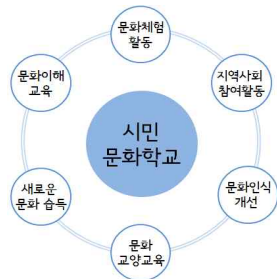 문화체험
활동
지역사회
참여활동
문화인식
개선
문화
교양교육
새로운
문화 습득
문화이해
교육
시민
문화학교